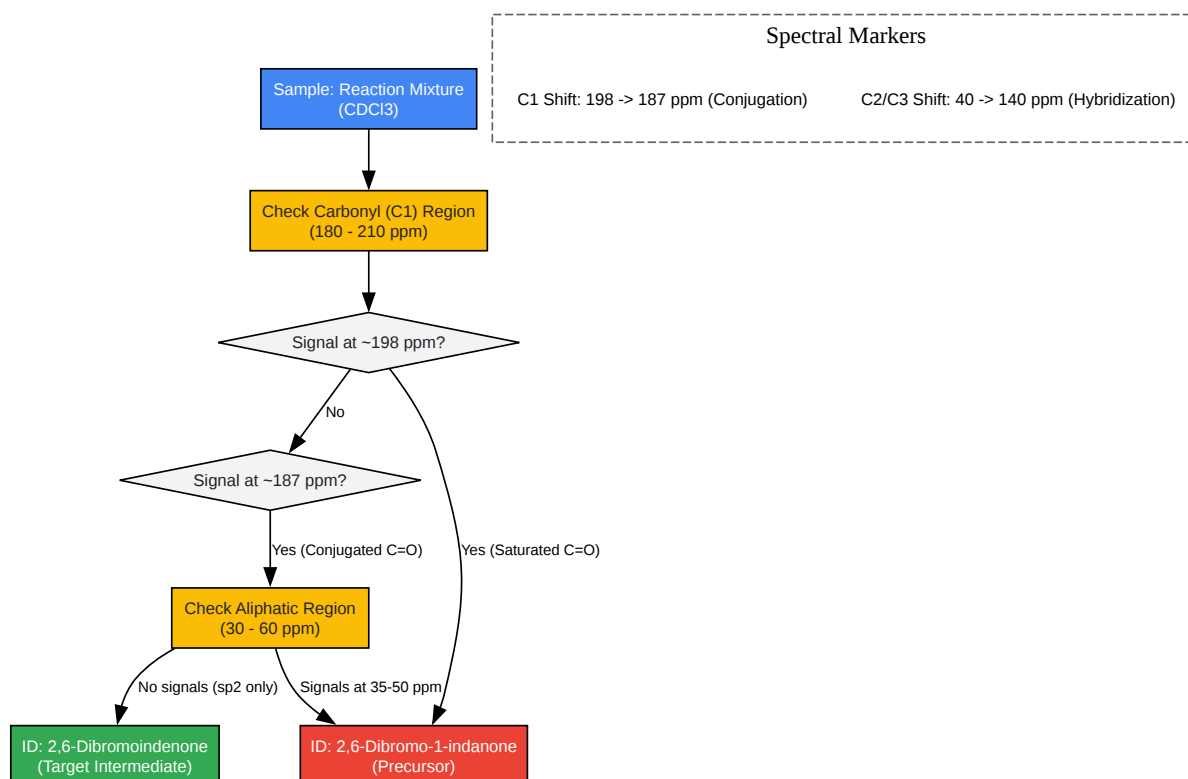 Spectral Markers
C1 Shift: 198 -> 187 ppm (Conjugation)
C2/C3 Shift: 40 -> 140 ppm (Hybridization)
Sample: Reaction Mixture
(CDCl3)
Check Carbonyl (C1) Region
(180 - 210 ppm)
Signal at ~198 ppm?
No
Signal at ~187 ppm?
Yes (Conjugated C=O)
Yes (Saturated C=O)
Check Aliphatic Region
(30 - 60 ppm)
No signals (sp2 only)
Signals at 35-50 ppm
ID: 2,6-Dibromoindenone
(Target Intermediate)
ID: 2,6-Dibromo-1-indanone
(Precursor)